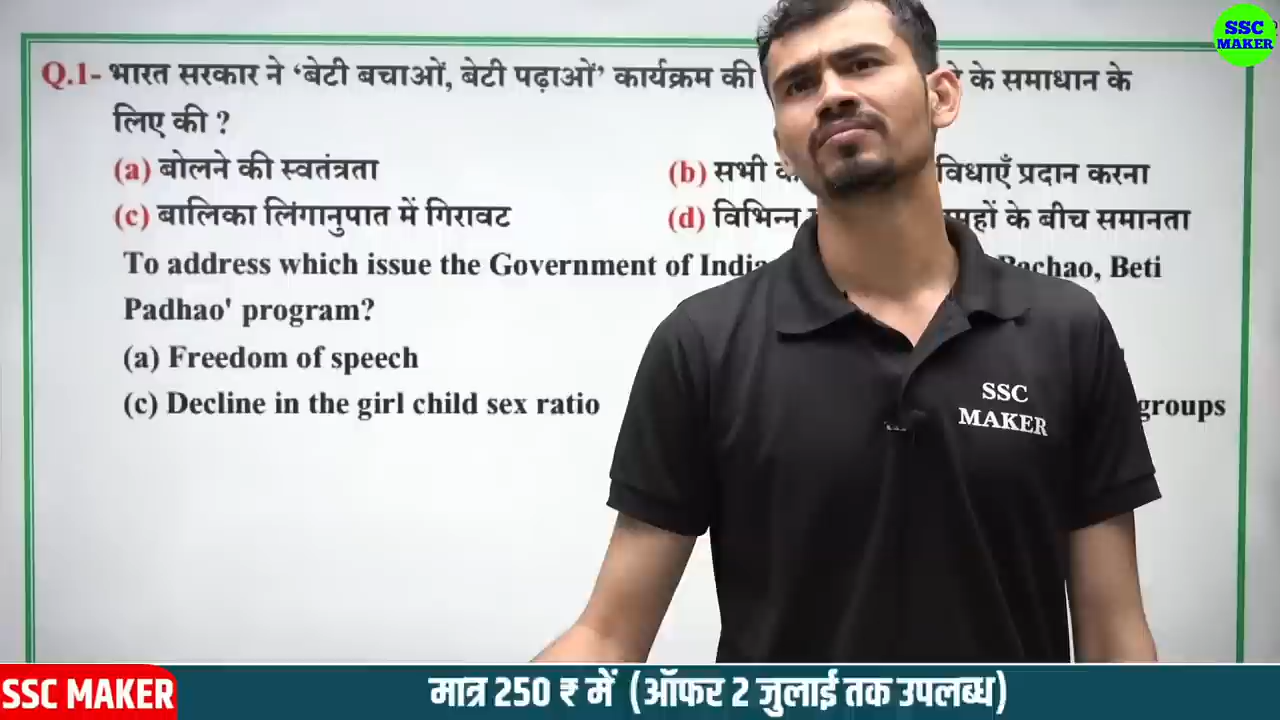 SSC
MAKER
Q.1- भारत सरकार ने ‘बेटी बचाओं, बेटी पढ़ाओं’ कार्यक्रम की के समाधान के
लिए की ?
(a) बोलने की स्वतंत्रता (b) सभी विधाएँ प्रदान करना
(c) बालिका लिंगानुपात में गिरावट (d) विभिन्न के बीच समानता
To address which issue the Government of India Bachao, Beti
Padhao' program?
(a) Freedom of speech
(c) Decline in the girl child sex ratio groups
SSC
MAKER
SSC MAKER मात्र 250 ₹ में (ऑफर 2 जुलाई तक उपलब्ध)